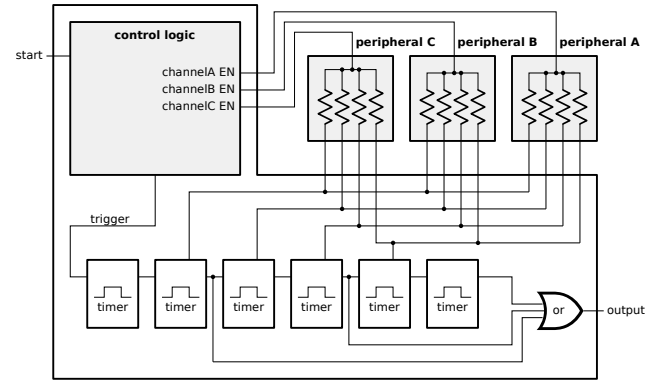 control logic
start
channelA EN
channelB EN
channelC EN
peripheral C
peripheral B
peripheral A
trigger
timer
timer
timer
timer
timer
timer
or
output